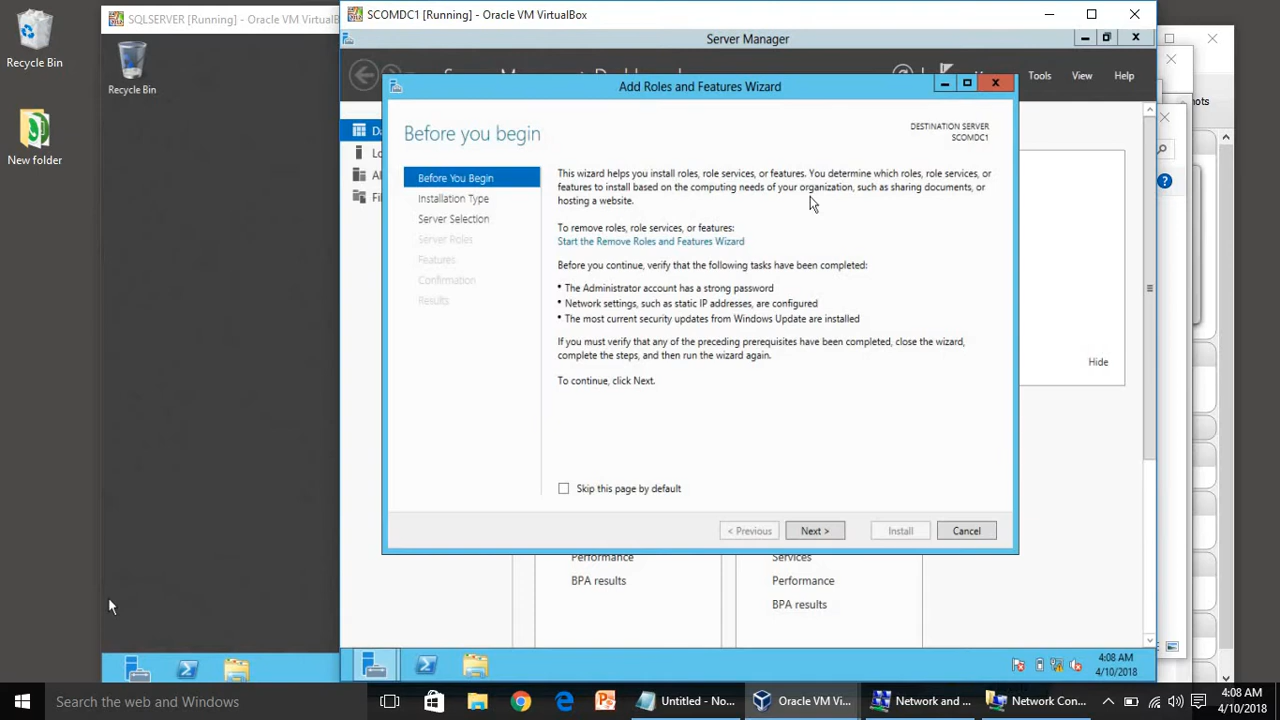 SQLSERVER [Running] - Oracle VM VirtualB
SCOMDC1 [Running] - Oracle VM VirtualBox
Recycle Bin
New folder
Recycle Bin
Server Manager
Tools
View
Help
Add Roles and Features Wizard
Before you begin
DESTINATION SERVER
SCOMDC1
Before You Begin
Installation Type
Server Selection
Server Roles
Features
Confirmation
Results
This wizard helps you install roles, role services, or features. You determine which roles, role services, or
features to install based on the computing needs of your organization, such as sharing documents, or
hosting a website.
To remove roles, role services, or features:
Start the Remove Roles and Features Wizard
Before you continue, verify that the following tasks have been completed:
• The Administrator account has a strong password
• Network settings, such as static IP addresses, are configured
• The most current security updates from Windows Update are installed
If you must verify that any of the preceding prerequisites have been completed, close the wizard,
complete the steps, and then run the wizard again.
To continue, click Next.
Skip this page by default
< Previous
Next >
Install
Cancel
Hide
Performance
BPA results
Services
Performance
BPA results
4:08 AM
4/10/2018
Search the web and Windows
Untitled - No...
Oracle VM Vi...
Network and ...
Network Con...
4:08 AM
4/10/2018